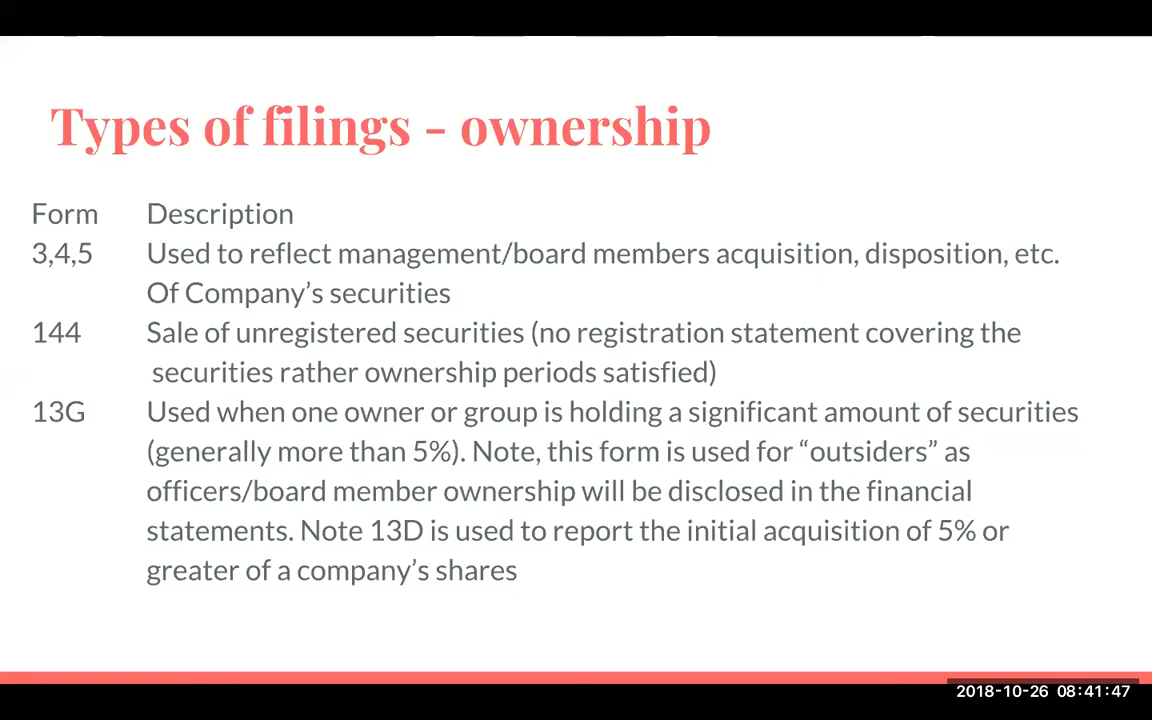 Types of filings - ownership
Form Description
3,4,5 Used to reflect management/board members acquisition, disposition, etc.
Of Company’s securities
144 Sale of unregistered securities (no registration statement covering the
securities rather ownership periods satisfied)
13G Used when one owner or group is holding a significant amount of securities
(generally more than 5%). Note, this form is used for “outsiders” as
officers/board member ownership will be disclosed in the financial
statements. Note 13D is used to report the initial acquisition of 5% or
greater of a company’s shares
2018-10-26 08:41:47